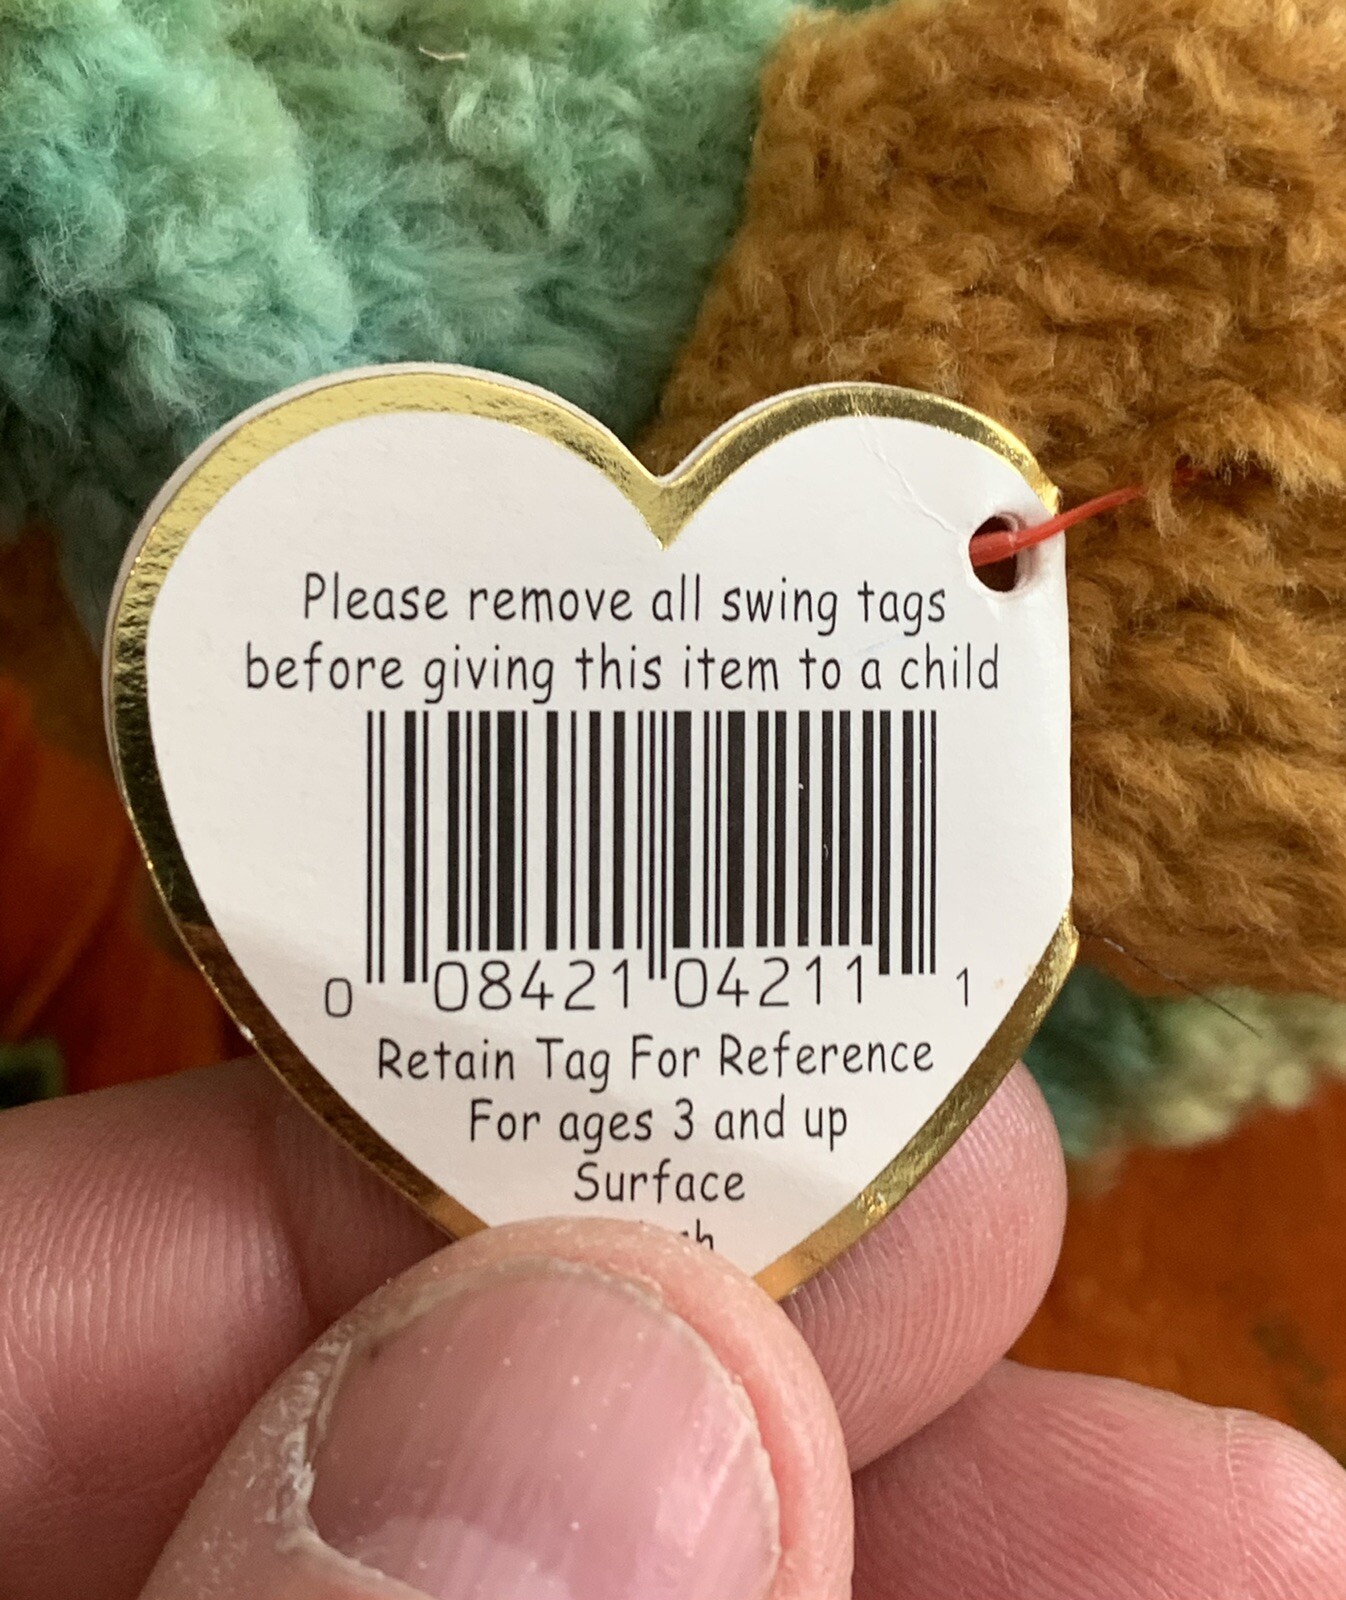 Please remove all swing tags
before giving this item to a child
0 08421 04211 1
Retain Tag For Reference
For ages 3 and up
Surface